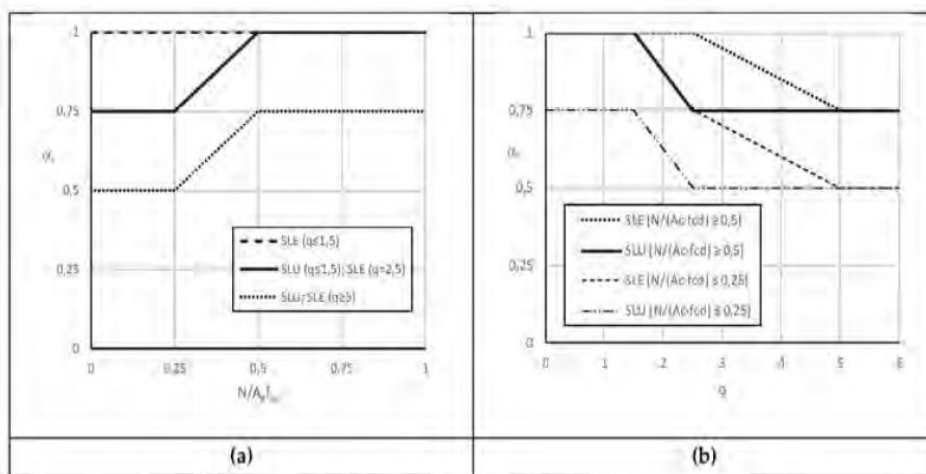 1
0,75
0,5
0,25
0
0
0,25
0,5
0,75
1
SLE (q≤1,5)
SLU (q≤1,5); SLE (q=2,5)
SLU; SLE (q≥5)
(a)
1
0,75
0,5
0,25
0
0
1
2
3
4
5
6
SLE [N/(Ac·fcd) ≥ 0,5]
SLU [N/(Ac·fcd) ≥ 0,5]
SLE [N/(Ac·fcd) ≤ 0,25]
SLU [N/(Ac·fcd) ≤ 0,25]
q
(b)